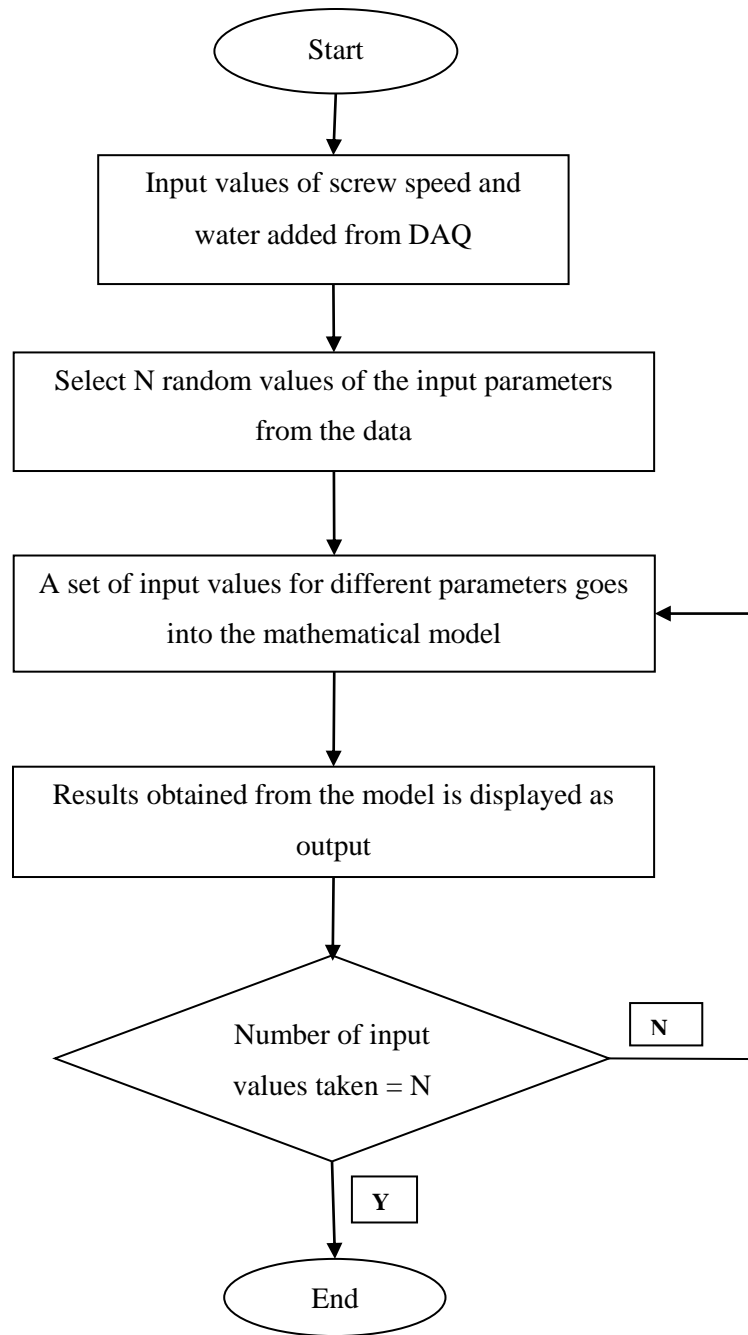 Start
Input values of screw speed and
water added from DAQ
Select N random values of the input parameters
from the data
A set of input values for different parameters goes
into the mathematical model
Results obtained from the model is displayed as
output
Number of input
values taken = N
N
Y
End